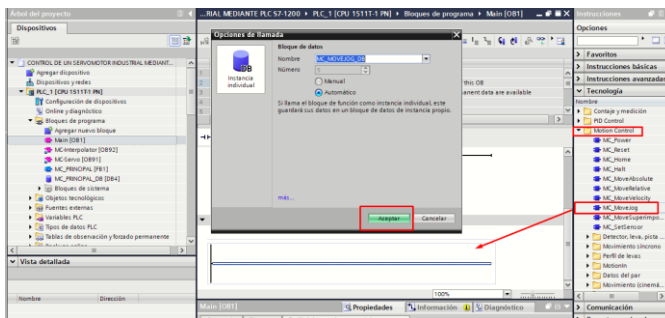 Árbol del proyecto
...RIAL MEDIANTE PLC S7-1200 ▸ PLC_1 [CPU 1511T-1 PN] ▸ Bloques de programa ▸ Main [OB1]
Instrucciones
Dispositivos
Opciones
Opciones de llamada
Bloque de datos
Nombre MC_MOVEJOG_DB
Número
Manual
Automático
DB
Instancia
individual
Si llama el bloque de función como instancia individual, este
guardará sus datos en un bloque de datos de instancia propio.
más...
Aceptar
Cancelar
this OB
anent data are available
CONTROL DE UN SERVOMOTOR INDUSTRIAL MEDIANT...
Agregar dispositivo
Dispositivos y redes
PLC_1 [CPU 1511T-1 PN]
Configuración de dispositivos
Online y diagnóstico
Bloques de programa
Agregar nuevo bloque
Main [OB1]
MC-Interpolator [OB92]
MC-Servo [OB91]
MC_PRINCIPAL [FB1]
MC_PRINCIPAL_DB [DB4]
Bloques de sistema
Objetos tecnológicos
Fuentes externas
Variables PLC
Tipos de datos PLC
Tablas de observación y forzado permanente
Vista detallada
Nombre
Dirección
100%
Main [OB1]
Propiedades
Información
Diagnóstico
Favoritos
Instrucciones básicas
Instrucciones avanzadas
Tecnología
Nombre
Contaje y medición
PID Control
Motion Control
MC_Power
MC_Reset
MC_Home
MC_Halt
MC_MoveAbsolute
MC_MoveRelative
MC_MoveVelocity
MC_MoveJog
MC_MoveSuperimpo...
MC_SetSensor
Detector, leva, pista ...
Movimiento síncrono
Perfil de levas
MotionIn
Datos del par
Movimiento (cinemá...
Comunicación